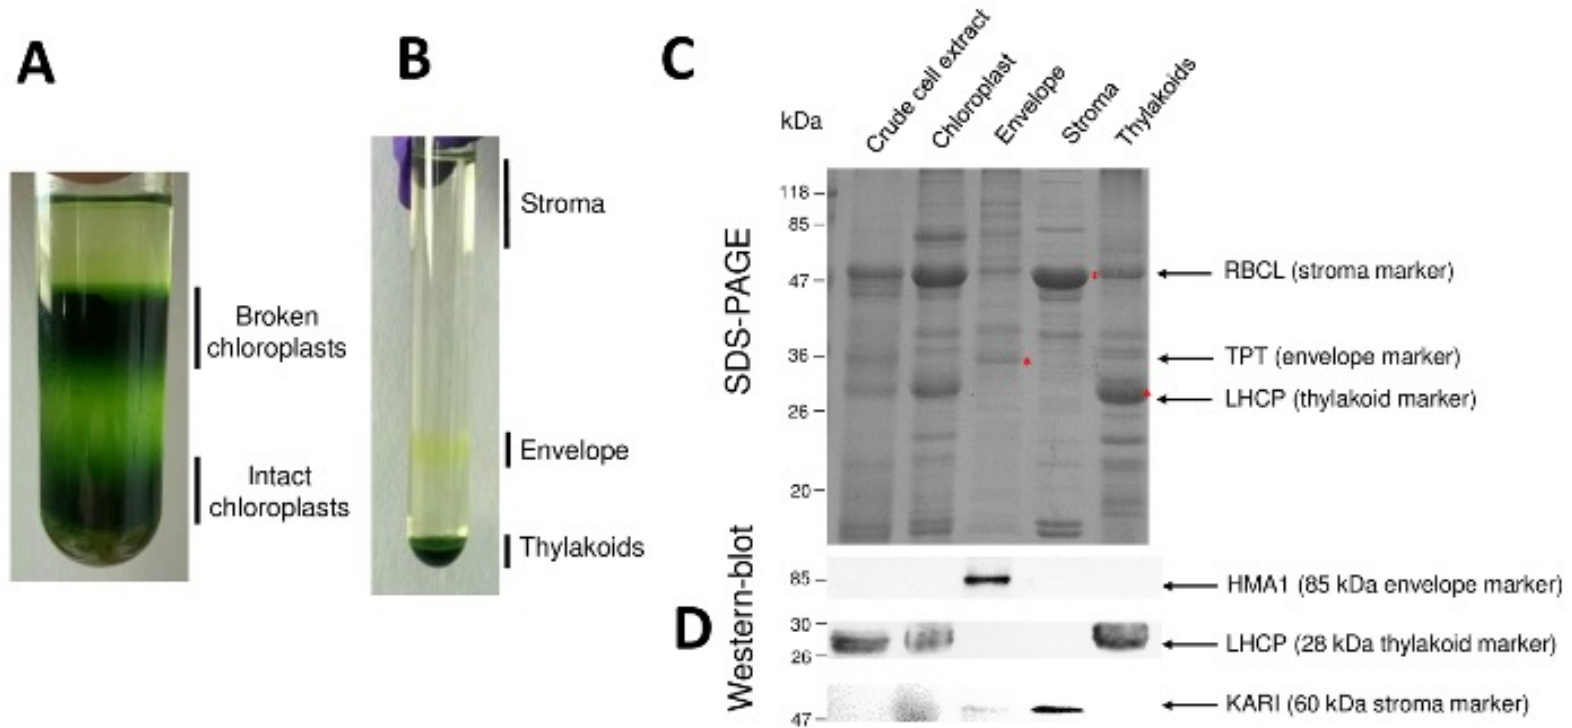 A
Broken
chloroplasts
Intact
chloroplasts
B
Stroma
Envelope
Thylakoids
C
kDa
Crude cell extract
Chloroplast
Envelope
Stroma
Thylakoids
SDS-PAGE
118
85
47
36
26
20
RBCL (stroma marker)
TPT (envelope marker)
LHCP (thylakoid marker)
D
Western-blot
85
HMA1 (85 kDa envelope marker)
30
26
LHCP (28 kDa thylakoid marker)
47
KARI (60 kDa stroma marker)